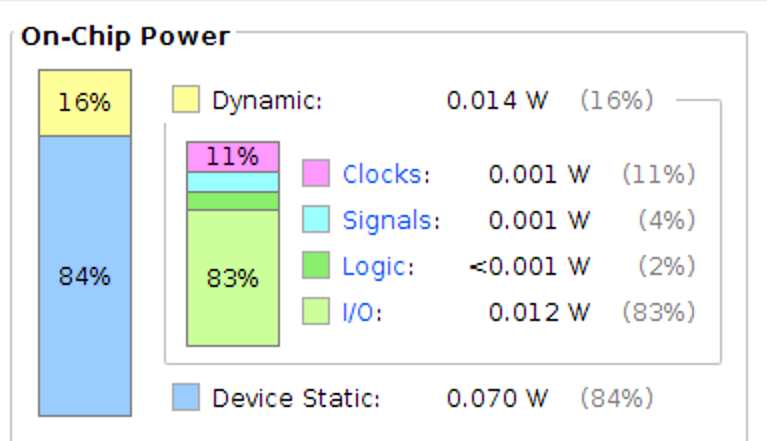 On-Chip Power
16%
84%
Dynamic: 0.014 W (16%)
11%
83%
Clocks: 0.001 W (11%)
Signals: 0.001 W (4%)
Logic: <0.001 W (2%)
I/O: 0.012 W (83%)
Device Static: 0.070 W (84%)